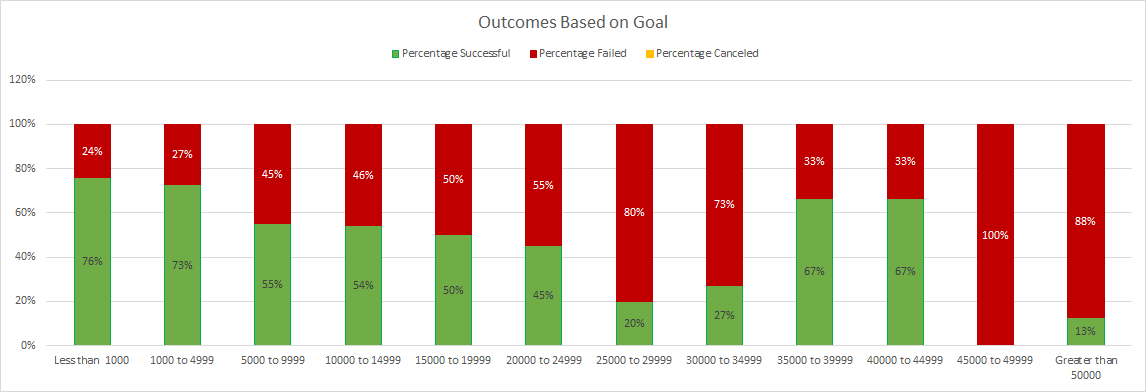 Outcomes Based on Goal
Percentage Successful Percentage Failed Percentage Canceled
120%
100%
80%
60%
40%
20%
0%
24% 27% 45% 46% 50% 55% 80% 73% 33% 33% 100% 88%
76% 73% 55% 54% 50% 45% 20% 27% 67% 67% 13%
Less than 1000 1000 to 4999 5000 to 9999 10000 to 14999 15000 to 19999 20000 to 24999 25000 to 29999 30000 to 34999 35000 to 39999 40000 to 44999 45000 to 49999 Greater than
50000